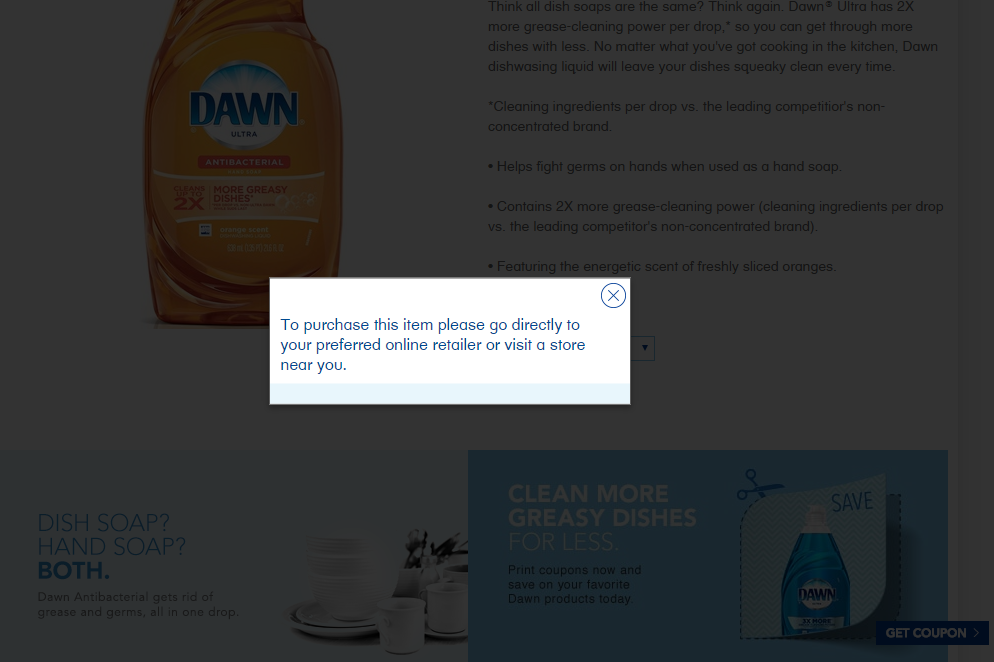 Think all dish soaps are the same? Think again. Dawn® Ultra has 2X
more grease-cleaning power per drop,* so you can get through more
dishes with less. No matter what you've got cooking in the kitchen, Dawn
dishwasing liquid will leave your dishes squeaky clean every time.
*Cleaning ingredients per drop vs. the leading competitior's non-
concentrated brand.
• Helps fight germs on hands when used as a hand soap.
• Contains 2X more grease-cleaning power (cleaning ingredients per drop
vs. the leading competitor's non-concentrated brand).
• Featuring the energetic scent of freshly sliced oranges.
DAWN
ULTRA
ANTIBACTERIAL
HAND SOAP
CLEANS
UP TO
2X
MORE GREASY
DISHES*
orange scent
To purchase this item please go directly to
your preferred online retailer or visit a store
near you.
DISH SOAP?
HAND SOAP?
BOTH.
Dawn Antibacterial gets rid of
grease and germs, all in one drop.
CLEAN MORE
GREASY DISHES
FOR LESS.
Print coupons now and
save on your favorite
Dawn products today.
SAVE
DAWN
2X MORE
GET COUPON